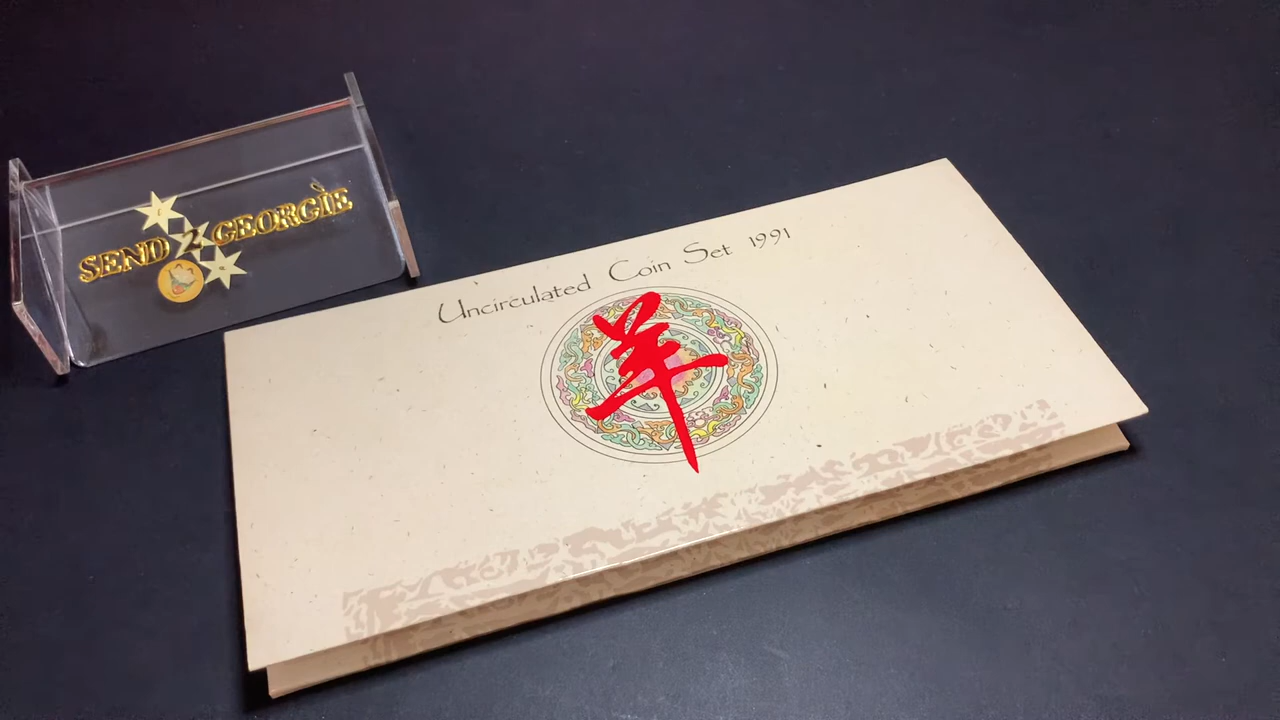 SEND 2 GEORGIE
Uncirculated Coin Set 1991
羊